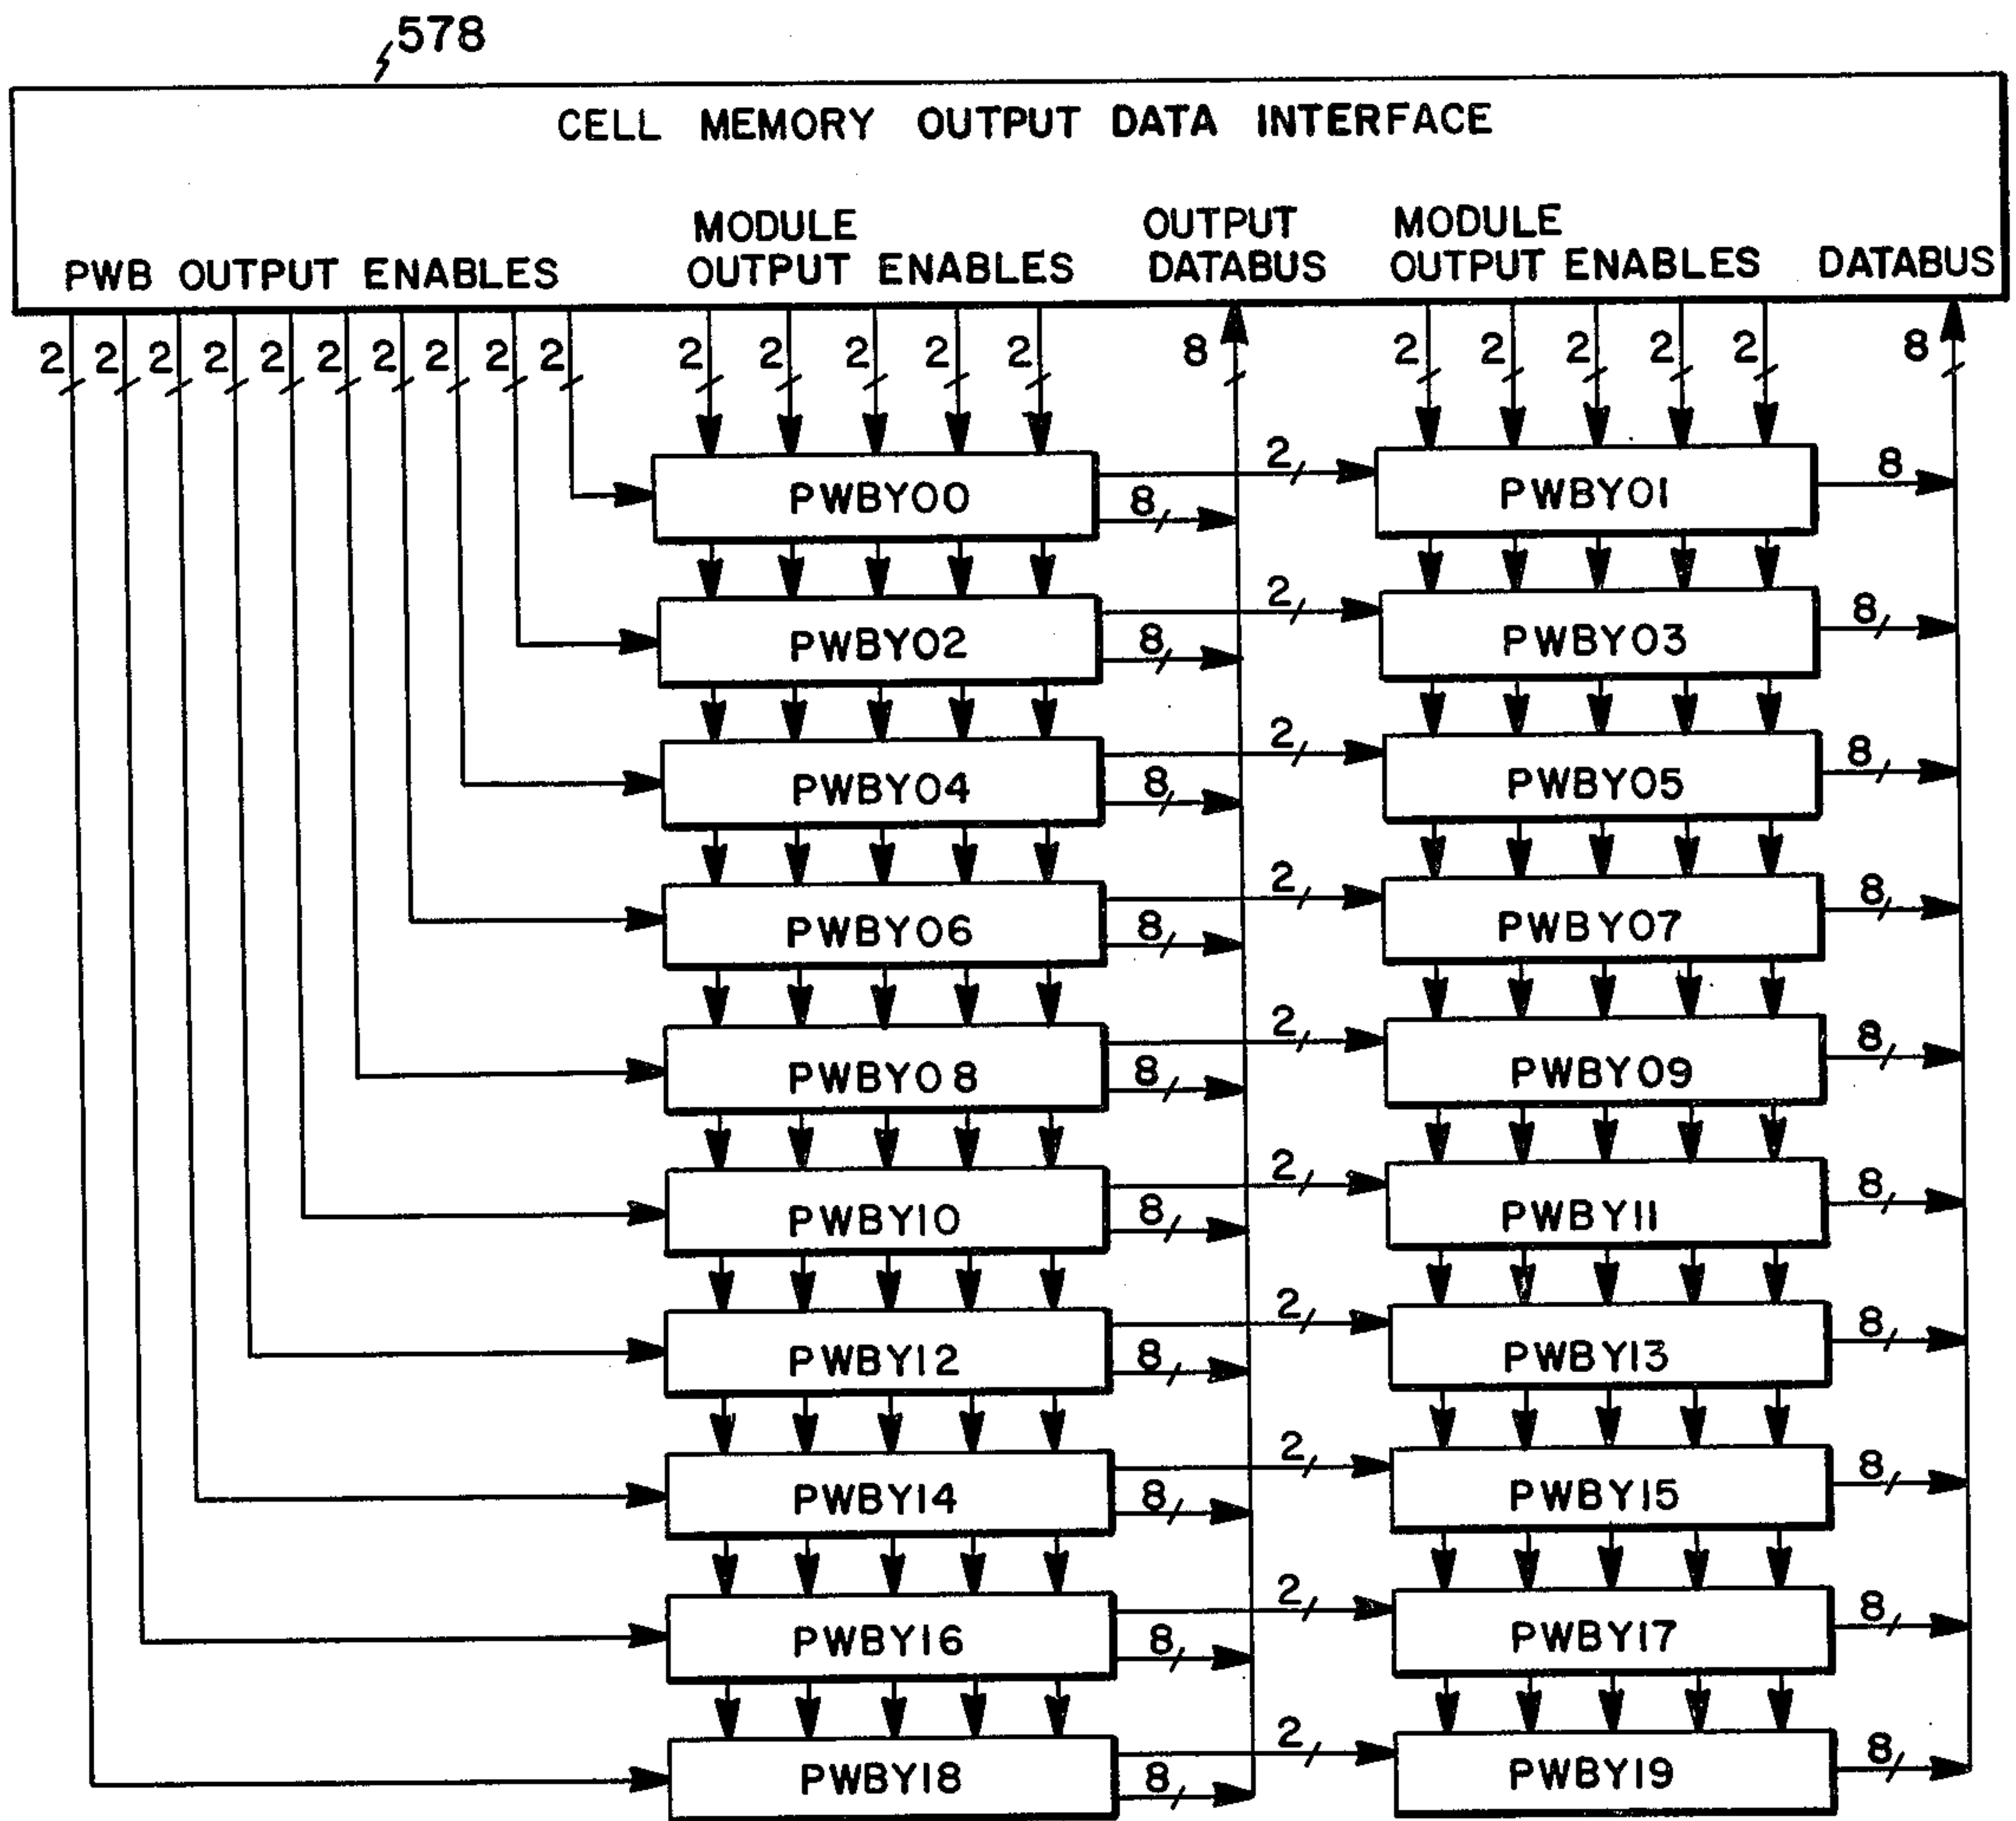 578
CELL MEMORY OUTPUT DATA INTERFACE
MODULE OUTPUT MODULE
PWB OUTPUT ENABLES OUTPUT ENABLES DATABUS OUTPUT ENABLES DATABUS
2 2 2 2 2 2 2 2 2 2 2 2 2 2 2 8 2 2 2 2 2 8
2 8
PWBY00 8 PWBY01
2 8
PWBY02 8 PWBY03
2 8
PWBY04 8 PWBY05
2 8
PWBY06 8 PWBY07
2 8
PWBY08 8 PWBY09
2 8
PWBY10 8 PWBY11
2 8
PWBY12 8 PWBY13
2 8
PWBY14 8 PWBY15
2 8
PWBY16 8 PWBY17
2 8
PWBY18 8 PWBY19